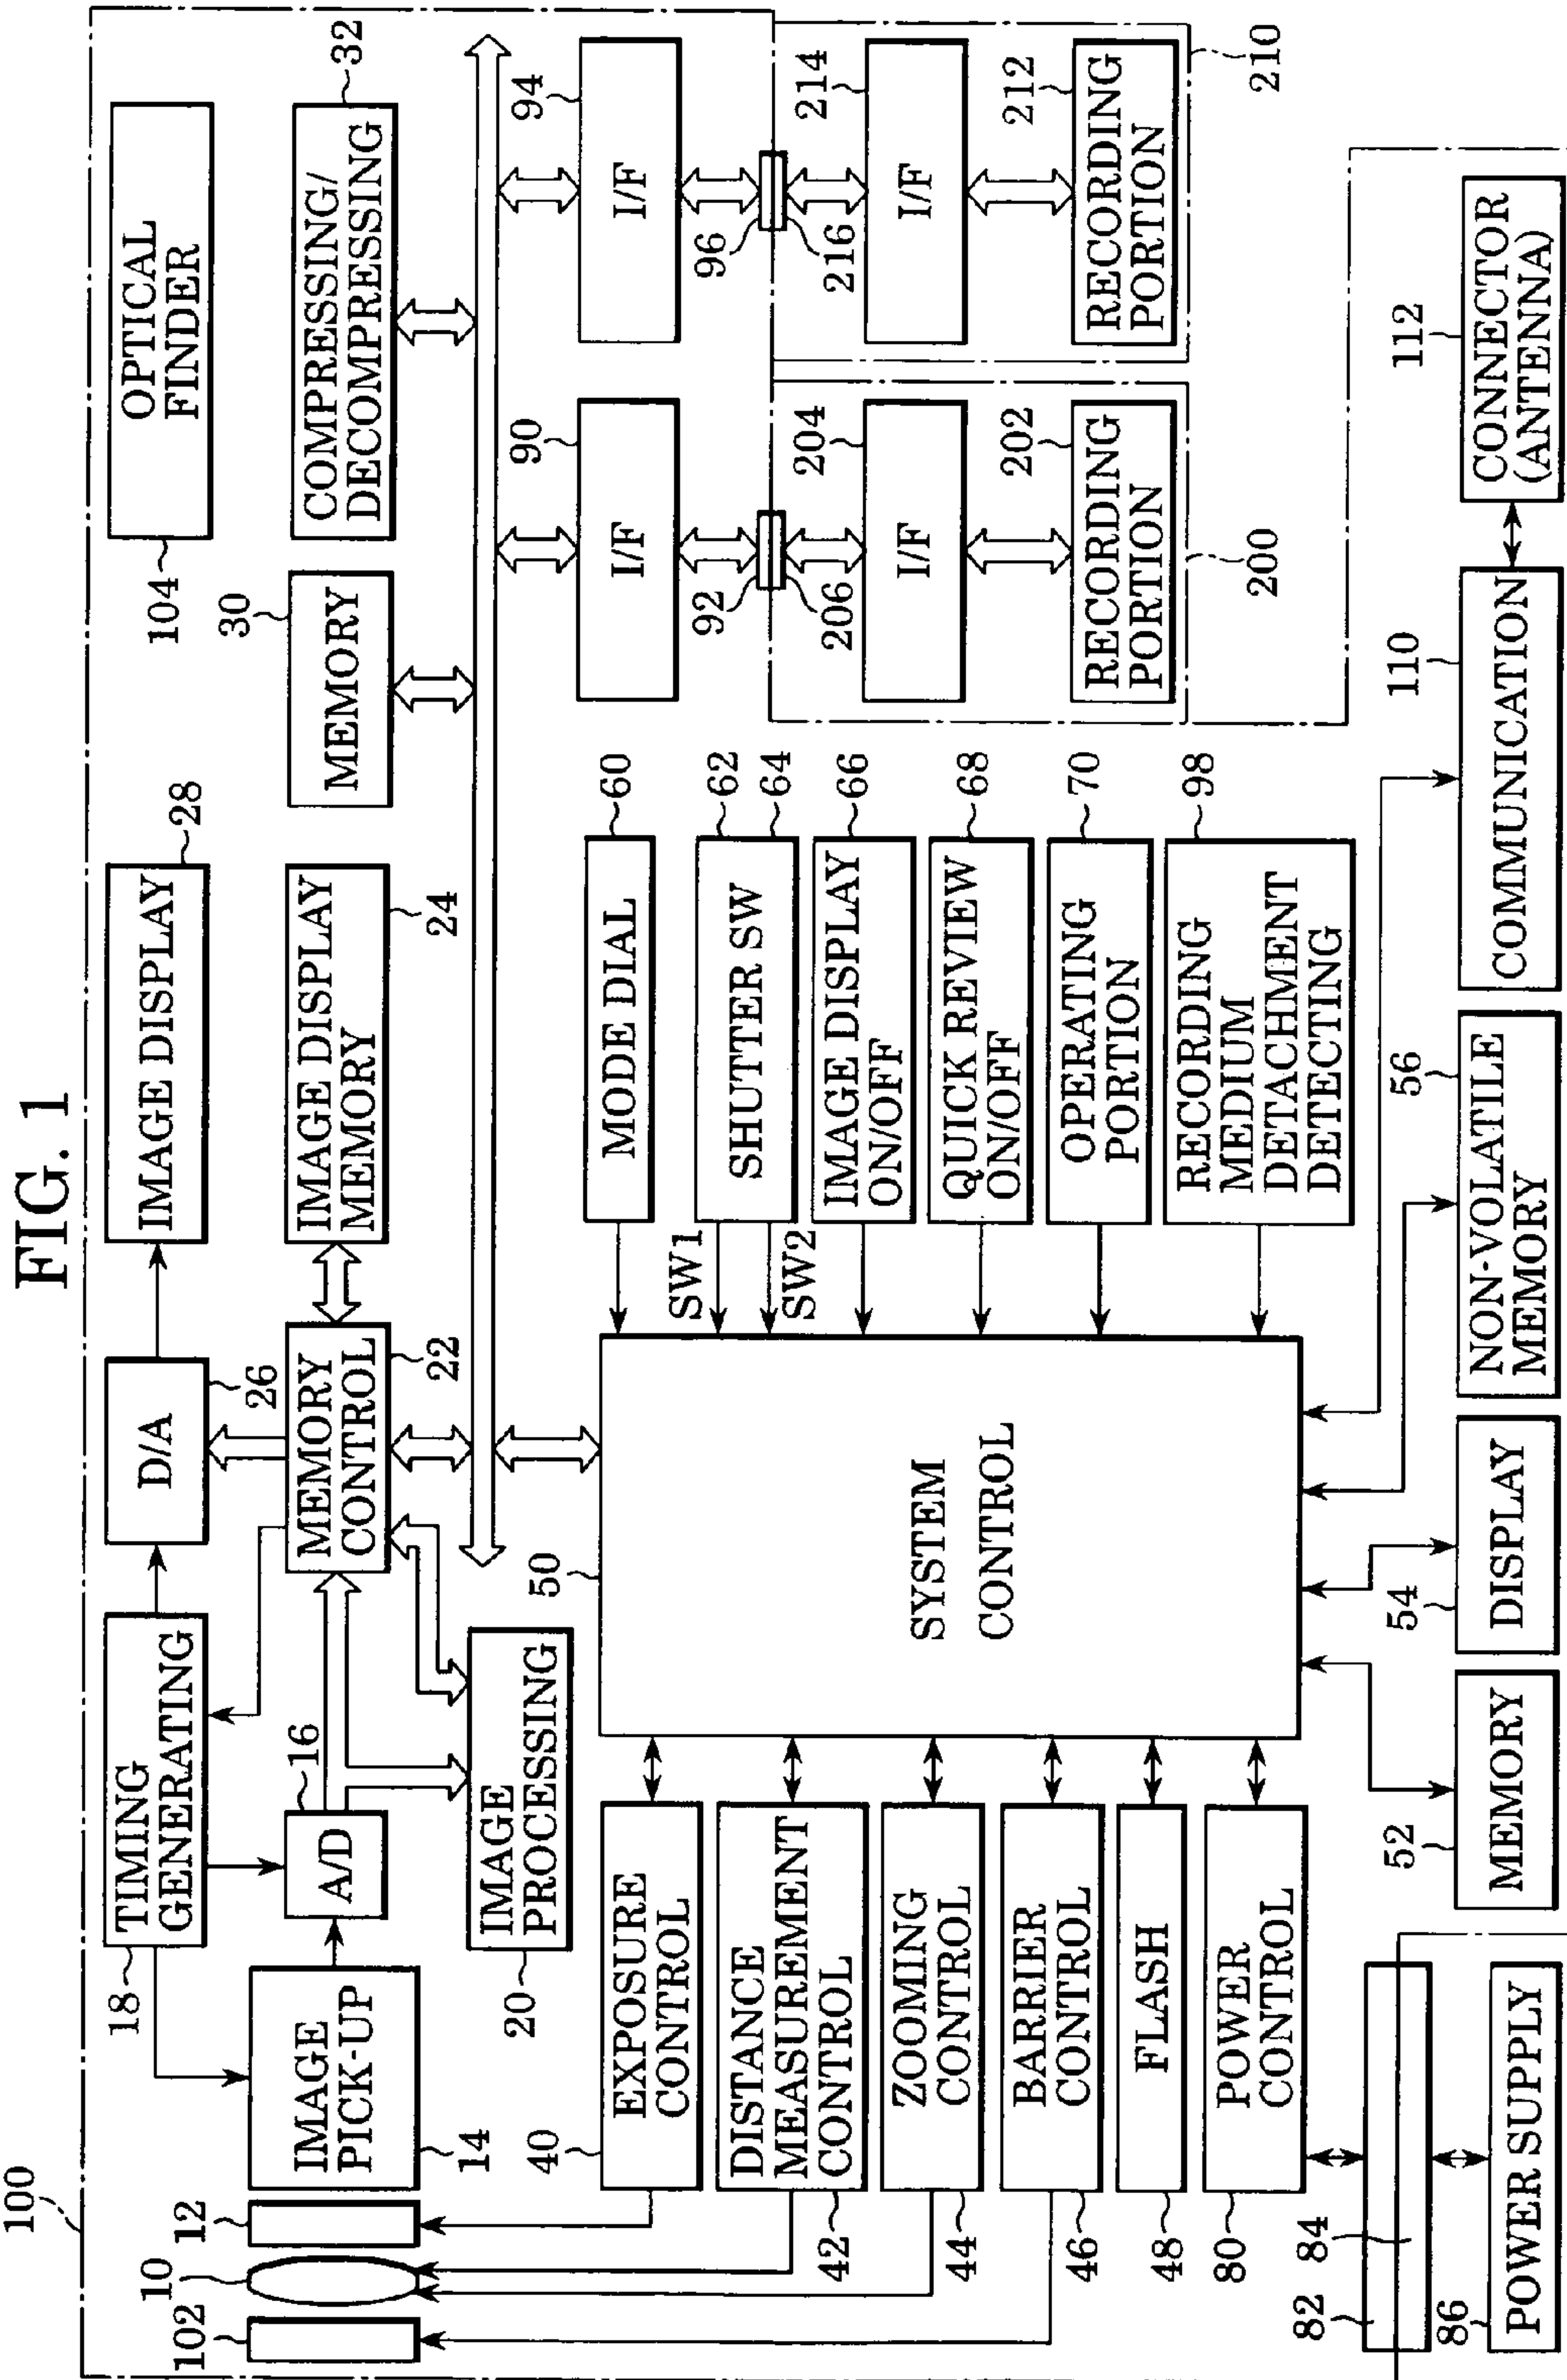 FIG. 1
100
102
10
12
14
IMAGE
PICK-UP
18
TIMING
GENERATING
16
A/D
D/A
26
IMAGE DISPLAY
28
OPTICAL
FINDER
104
MEMORY
CONTROL
22
IMAGE DISPLAY
MEMORY
24
MEMORY
30
COMPRESSING/
DECOMPRESSING
32
IMAGE
PROCESSING
20
EXPOSURE
CONTROL
40
DISTANCE
MEASUREMENT
CONTROL
42
ZOOMING
CONTROL
44
BARRIER
CONTROL
46
FLASH
48
POWER
CONTROL
80
50
SYSTEM
CONTROL
MODE DIAL
60
SW1
SHUTTER SW
62
64
SW2
IMAGE DISPLAY
ON/OFF
66
QUICK REVIEW
ON/OFF
68
OPERATING
PORTION
70
RECORDING
MEDIUM
DETACHMENT
DETECTING
98
I/F
90
I/F
94
92
206
96
216
I/F
204
I/F
214
RECORDING
PORTION
202
RECORDING
PORTION
212
200
210
82
84
86
POWER SUPPLY
52
MEMORY
54
DISPLAY
56
NON-VOLATILE
MEMORY
110
COMMUNICATION
112
CONNECTOR
(ANTENNA)